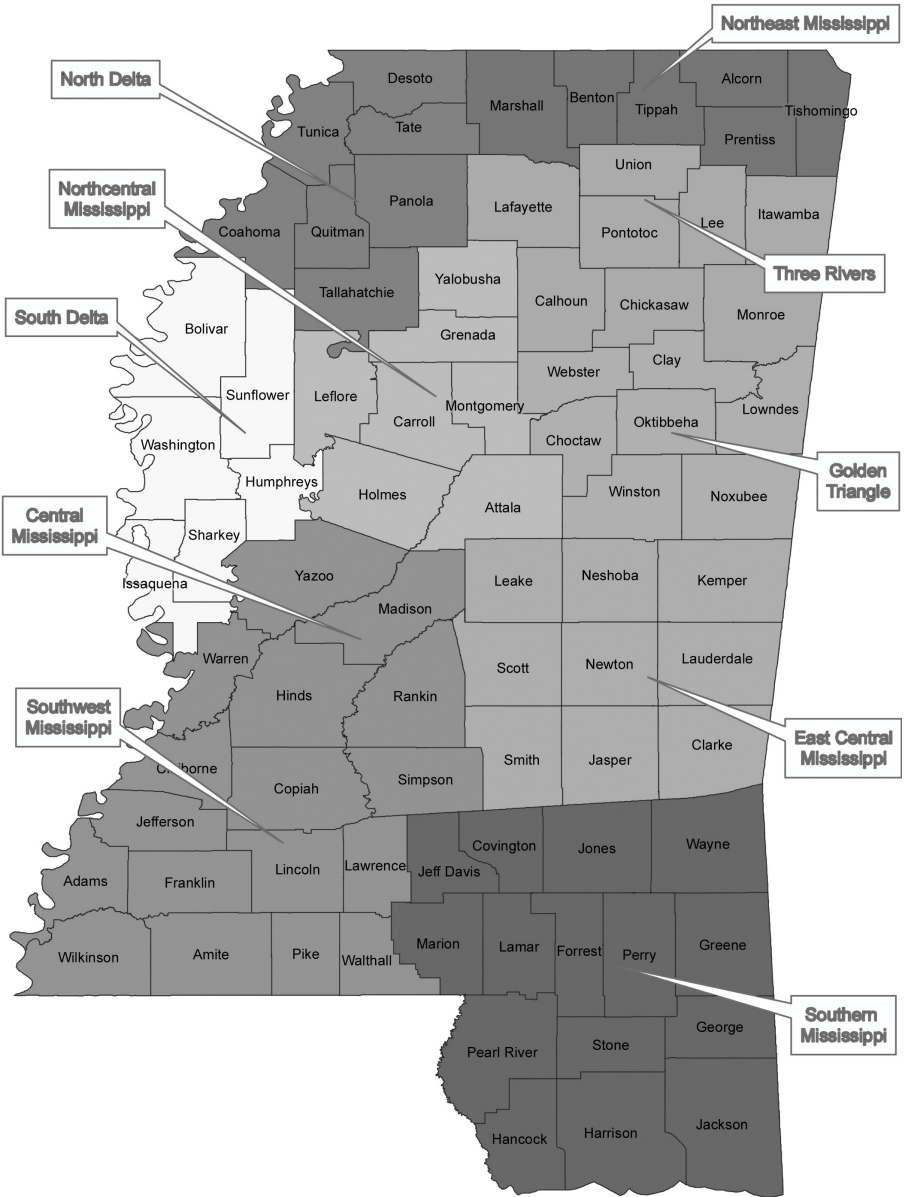 Northeast Mississippi
North Delta
Desoto
Marshall
Benton
Tippah
Alcorn
Tishomingo
Tunica
Tate
Prentiss
Union
Northcentral
Mississippi
Panola
Lafayette
Pontotoc
Lee
Itawamba
Coahoma
Quitman
Three Rivers
Tallahatchie
Yalobusha
Calhoun
Chickasaw
Monroe
South Delta
Bolivar
Grenada
Webster
Clay
Sunflower
Leflore
Carroll
Montgomery
Choctaw
Oktibbeha
Lowndes
Washington
Golden
Triangle
Humphreys
Holmes
Attala
Winston
Noxubee
Central
Mississippi
Sharkey
Issaquena
Yazoo
Leake
Neshoba
Kemper
Madison
Warren
Scott
Newton
Lauderdale
Hinds
Rankin
Southwest
Mississippi
East Central
Mississippi
Claiborne
Copiah
Simpson
Smith
Jasper
Clarke
Jefferson
Covington
Jones
Wayne
Adams
Franklin
Lincoln
Lawrence
Jeff Davis
Marion
Lamar
Forrest
Perry
Greene
Wilkinson
Amite
Pike
Walthall
Southern
Mississippi
Pearl River
Stone
George
Hancock
Harrison
Jackson